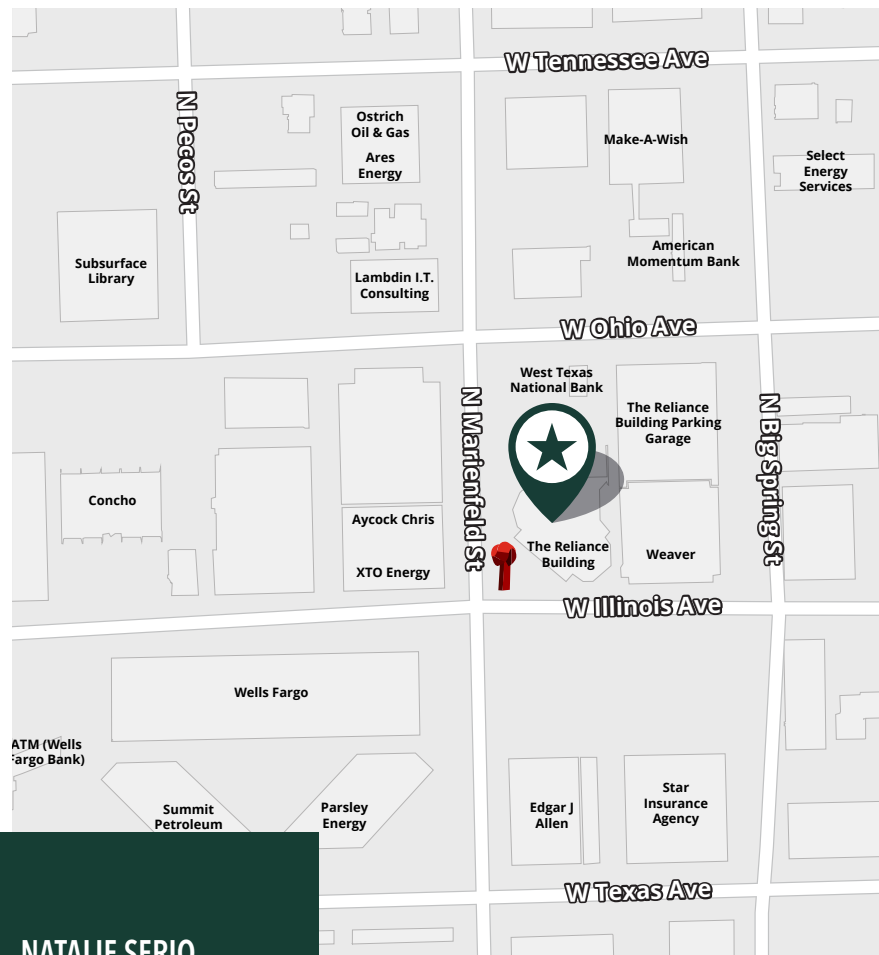 W Tennessee Ave
N Pecos St
Ostrich
Oil & Gas
Ares
Energy
Make-A-Wish
Select
Energy
Services
Subsurface
Library
Lambdin I.T.
Consulting
American
Momentum Bank
W Ohio Ave
West Texas
National Bank
N Marienfeld St
The Reliance
Building Parking
Garage
N Big Spring St
Concho
Aycock Chris
XTO Energy
The Reliance
Building
Weaver
W Illinois Ave
Wells Fargo
ATM (Wells
Fargo Bank)
Summit
Petroleum
Parsley
Energy
Edgar J
Allen
Star
Insurance
Agency
W Texas Ave
NATALIE SERIO